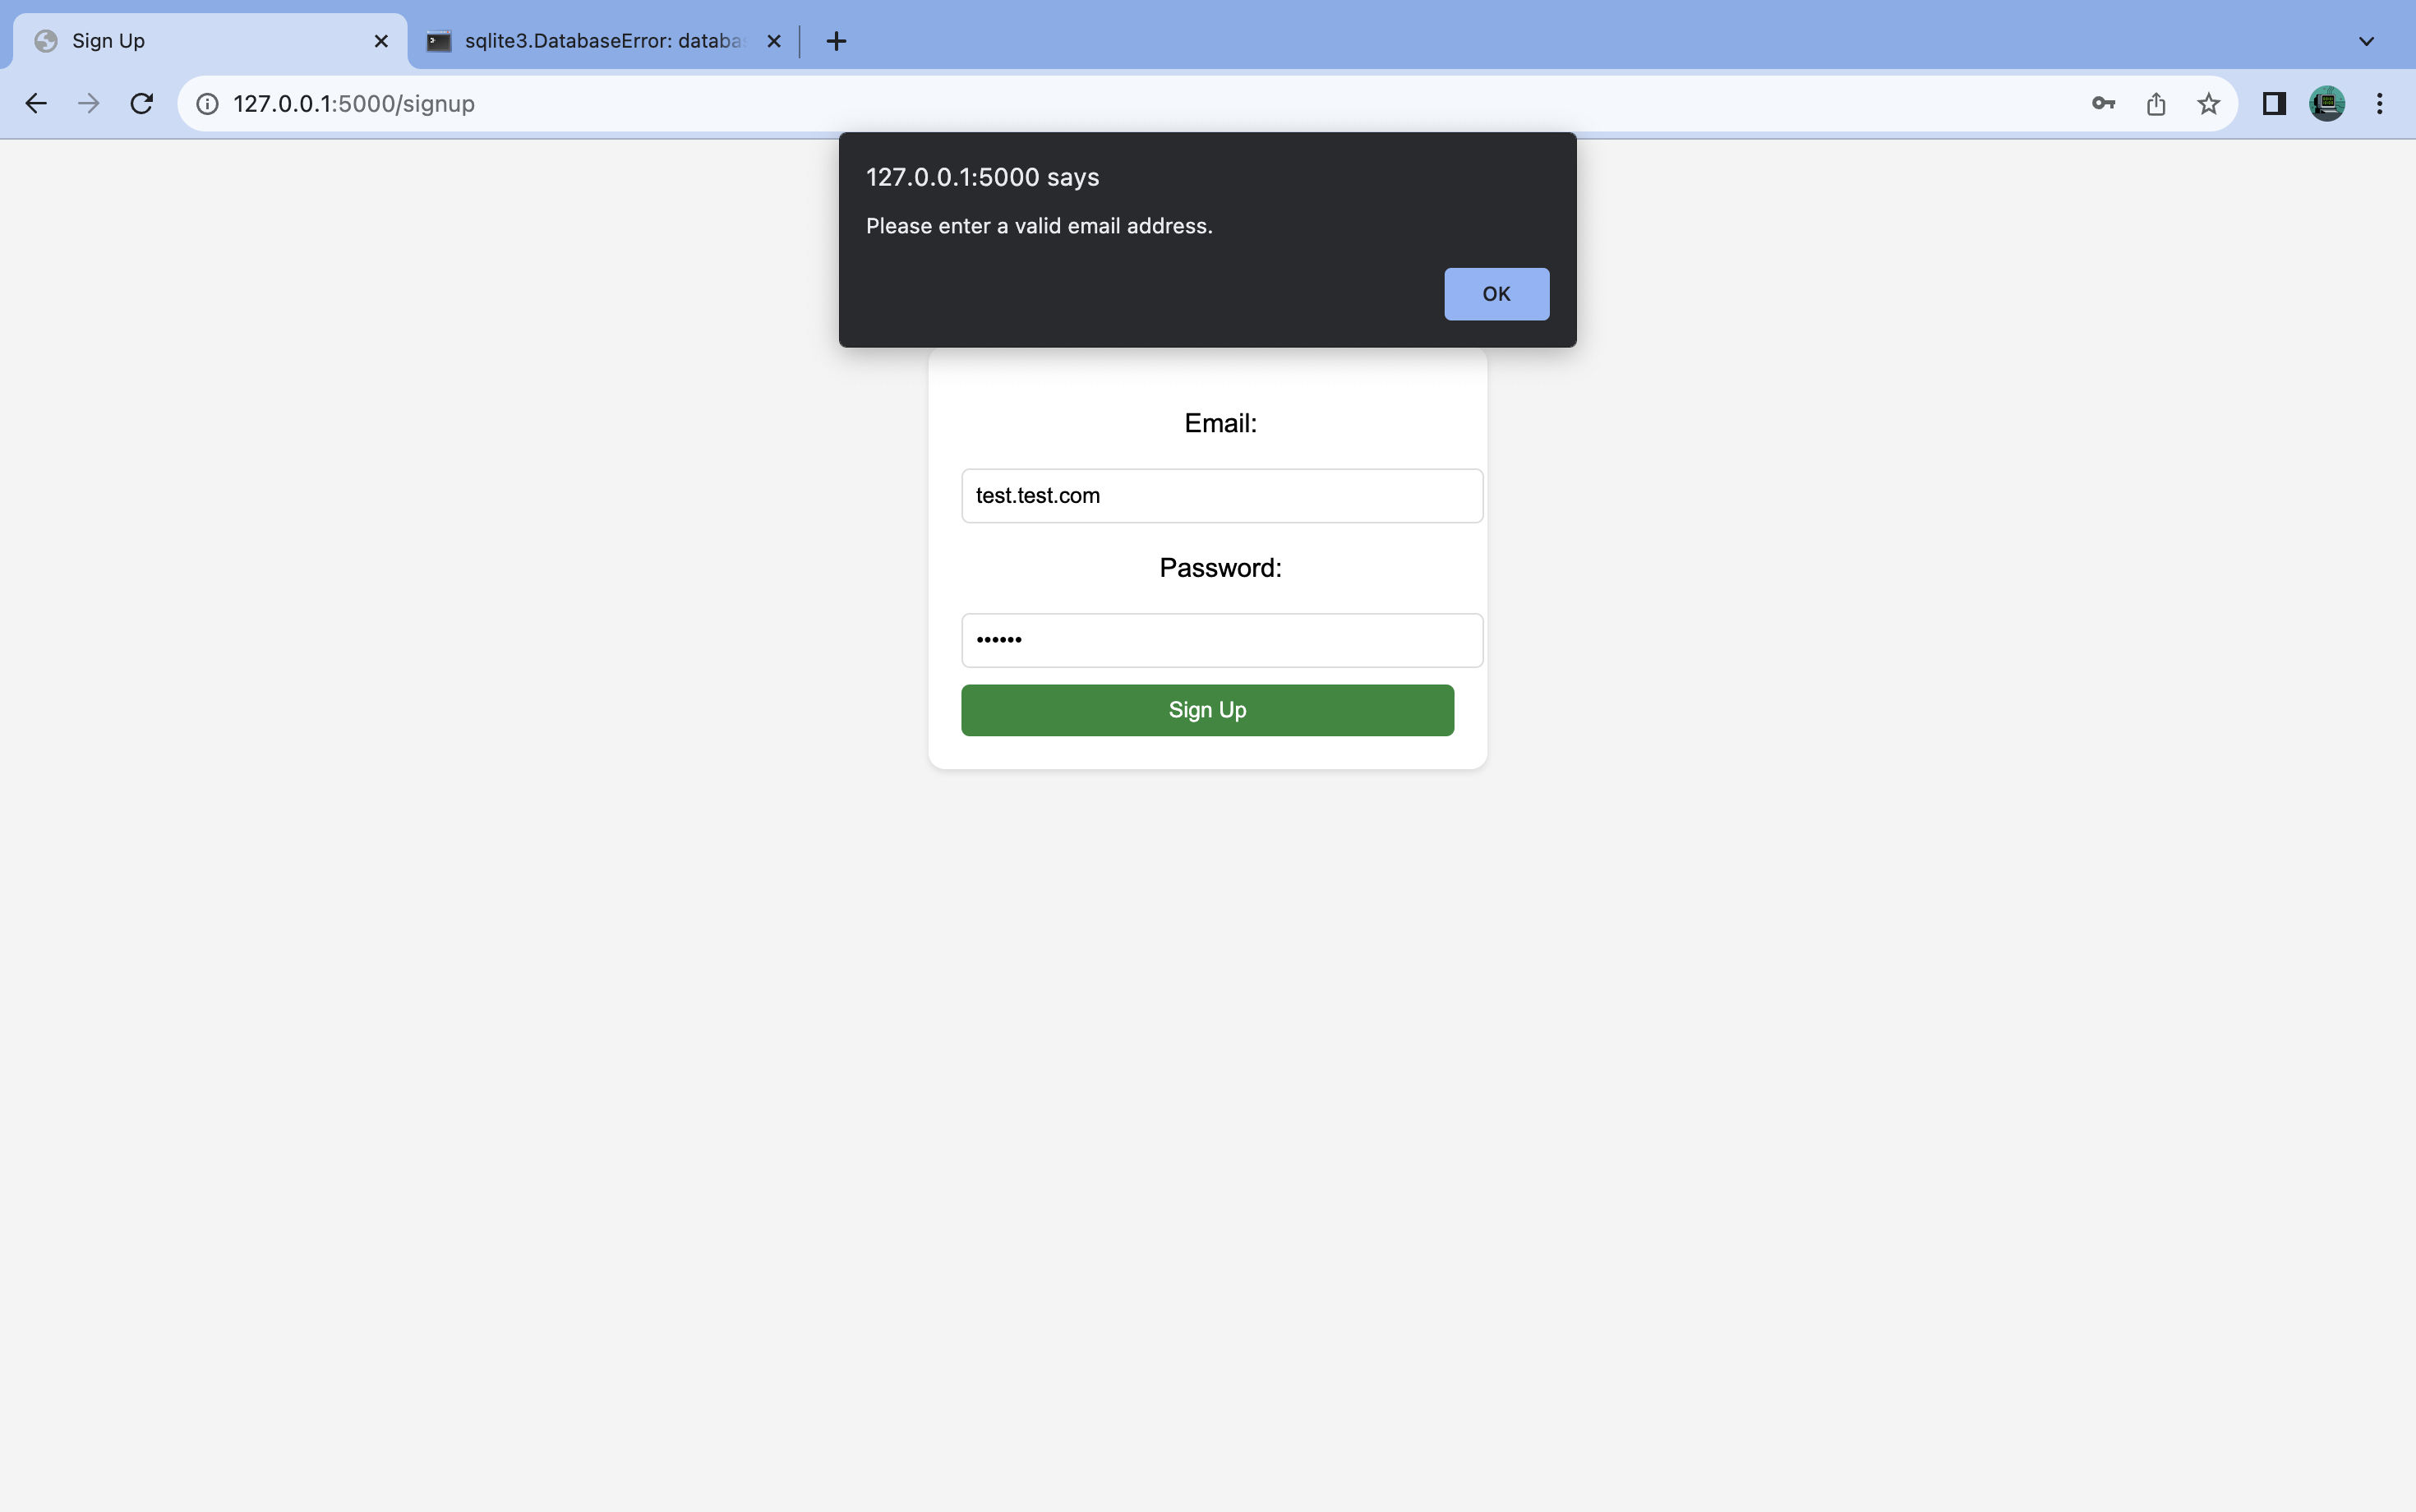 Sign Up
sqlite3.DatabaseError: databa
127.0.0.1:5000/signup
127.0.0.1:5000 says
Please enter a valid email address.
OK
Email:
test.test.com
Password:
••••••
Sign Up